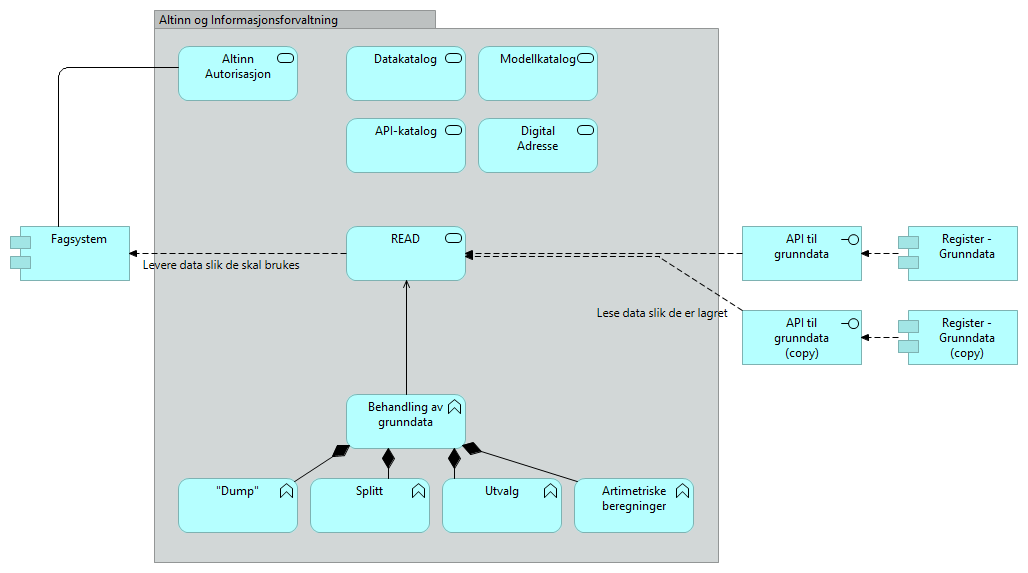 Altinn og Informasjonsforvaltning
Altinn
Autorisasjon
Datakatalog
Modellkatalog
API-katalog
Digital
Adresse
Fagsystem
READ
API til
grunndata
Register -
Grunndata
Levere data slik de skal brukes
Lese data slik de er lagret
API til
grunndata
(copy)
Register -
Grunndata
(copy)
Behandling av
grunndata
"Dump"
Splitt
Utvalg
Artimetriske
beregninger